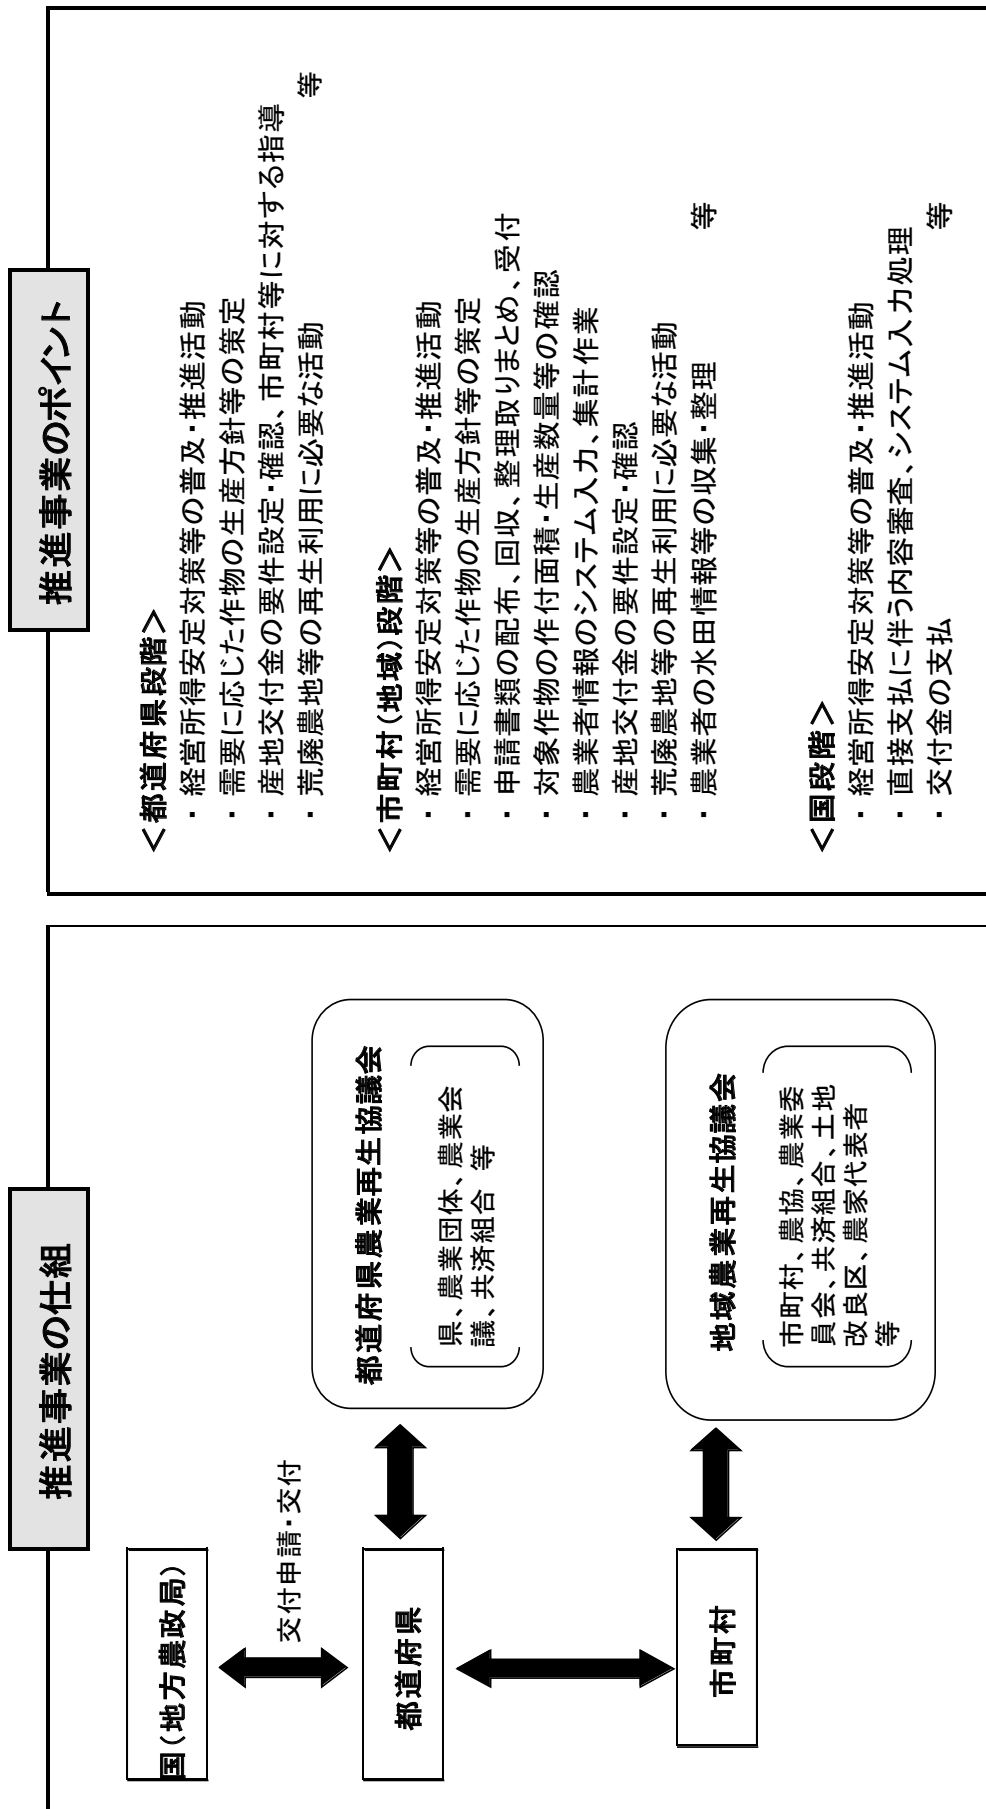 推進事業の仕組
国（地方農政局）
交付申請・交付
都道府県
都道府県農業再生協議会
県、農業団体、農業会
議、共済組合 等
市町村
地域農業再生協議会
市町村、農協、農業委
員会、共済組合、土地
改良区、農家代表者
等
推進事業のポイント
＜都道府県段階＞
・ 経営所得安定対策等の普及・推進活動
・ 需要に応じた作物の生産方針等の策定
・ 産地交付金の要件設定・確認、市町村等に対する指導
・ 荒廃農地等の再生利用に必要な活動 等
＜市町村（地域）段階＞
・ 経営所得安定対策等の普及・推進活動
・ 需要に応じた作物の生産方針等の策定
・ 申請書類の配布、回収、整理取りまとめ、受付
・ 対象作物の作付面積・生産数量等の確認
・ 農業者情報のシステム入力、集計作業
・ 産地交付金の要件設定・確認
・ 荒廃農地等の再生利用に必要な活動
・ 農業者の水田情報等の収集・整理 等
＜国段階＞
・ 経営所得安定対策等の普及・推進活動
・ 直接支払に伴う内容審査、システム入力処理
・ 交付金の支払 等